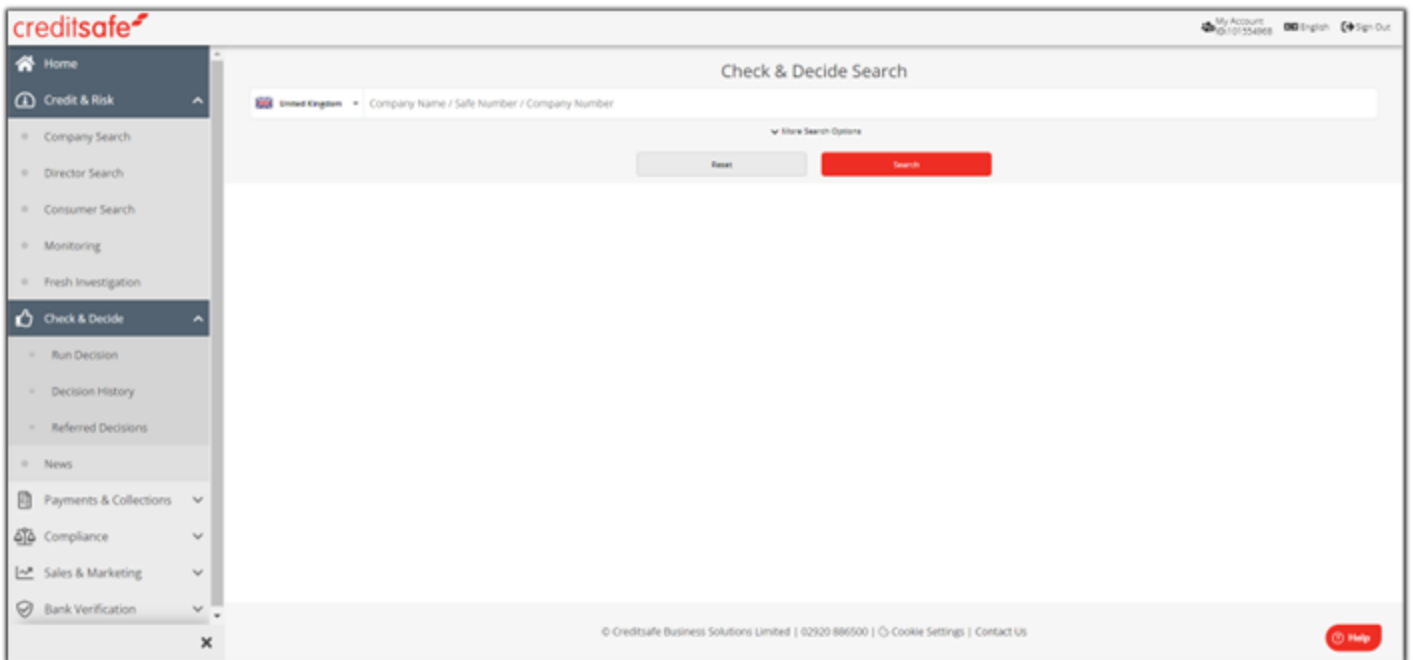 creditsafe
My Account
ID:101554968
English
Sign Out
Home
Credit & Risk
Company Search
Director Search
Consumer Search
Monitoring
Fresh Investigation
Check & Decide
Run Decision
Decision History
Referred Decisions
News
Payments & Collections
Compliance
Sales & Marketing
Bank Verification
Check & Decide Search
United Kingdom
Company Name / Safe Number / Company Number
More Search Options
Reset
Search
© Creditsafe Business Solutions Limited | 02920 886500 | Cookie Settings | Contact Us
Help